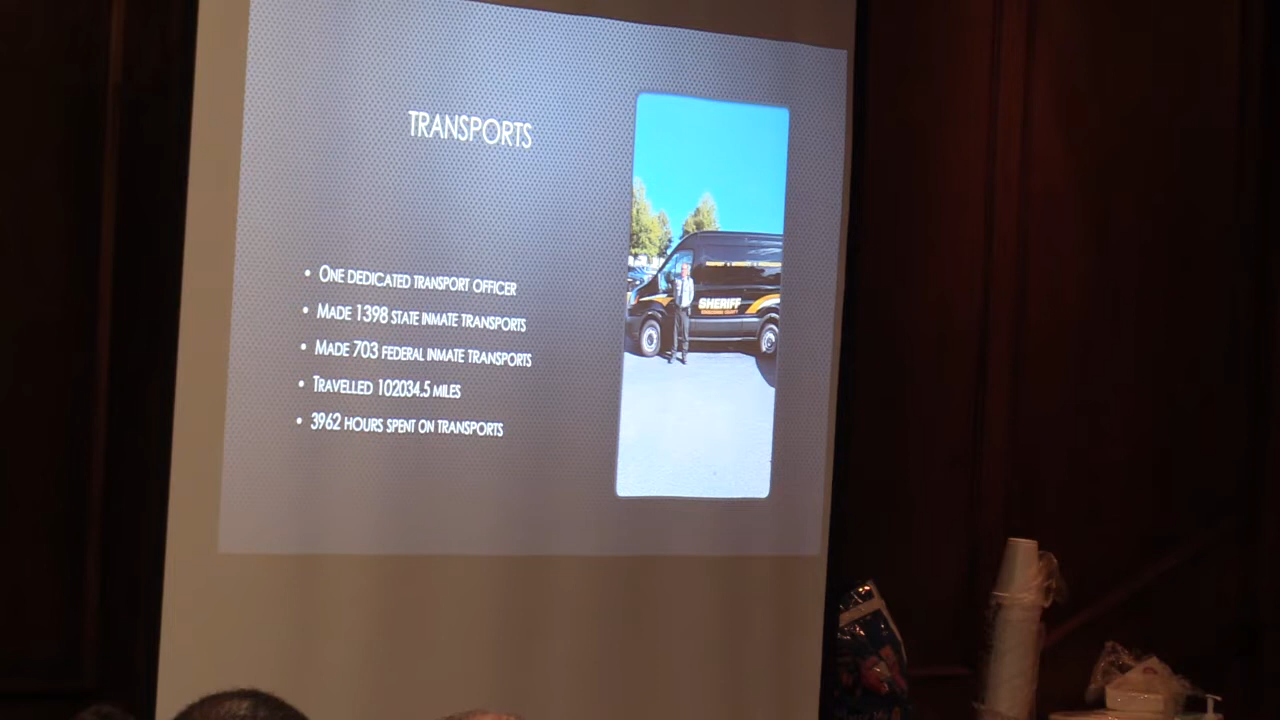 TRANSPORTS
• ONE DEDICATED TRANSPORT OFFICER
• MADE 1398 STATE INMATE TRANSPORTS
• MADE 703 FEDERAL INMATE TRANSPORTS
• TRAVELLED 102034.5 MILES
• 3962 HOURS SPENT ON TRANSPORTS
SHERIFF